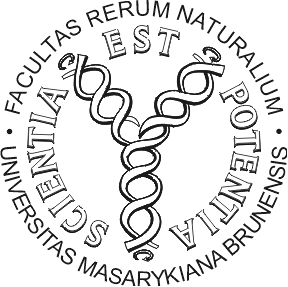 FACULTAS RERUM NATURALIUM
• UNIVERSITAS MASARYKIANA BRUNENSIS •
SCIENTIA
EST
POTENTIA